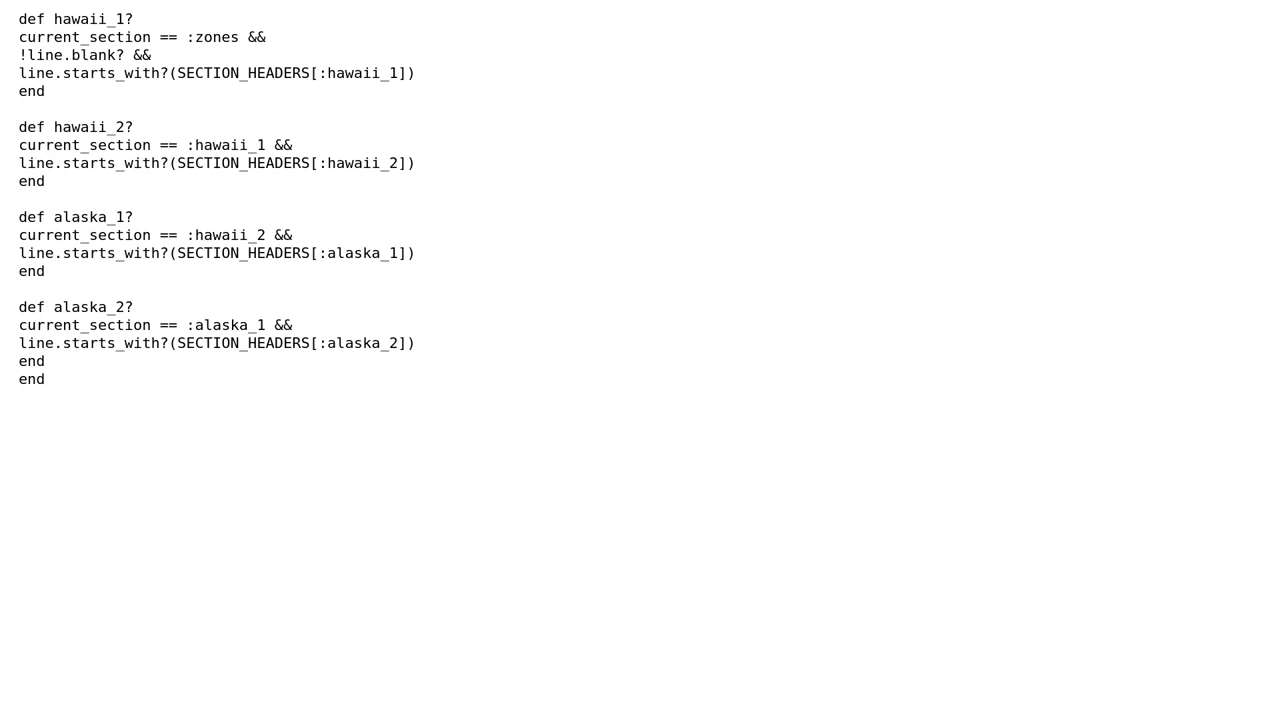 def hawaii_1?
current_section == :zones &&
!line.blank? &&
line.starts_with?(SECTION_HEADERS[:hawaii_1])
end

def hawaii_2?
current_section == :hawaii_1 &&
line.starts_with?(SECTION_HEADERS[:hawaii_2])
end

def alaska_1?
current_section == :hawaii_2 &&
line.starts_with?(SECTION_HEADERS[:alaska_1])
end

def alaska_2?
current_section == :alaska_1 &&
line.starts_with?(SECTION_HEADERS[:alaska_2])
end
end